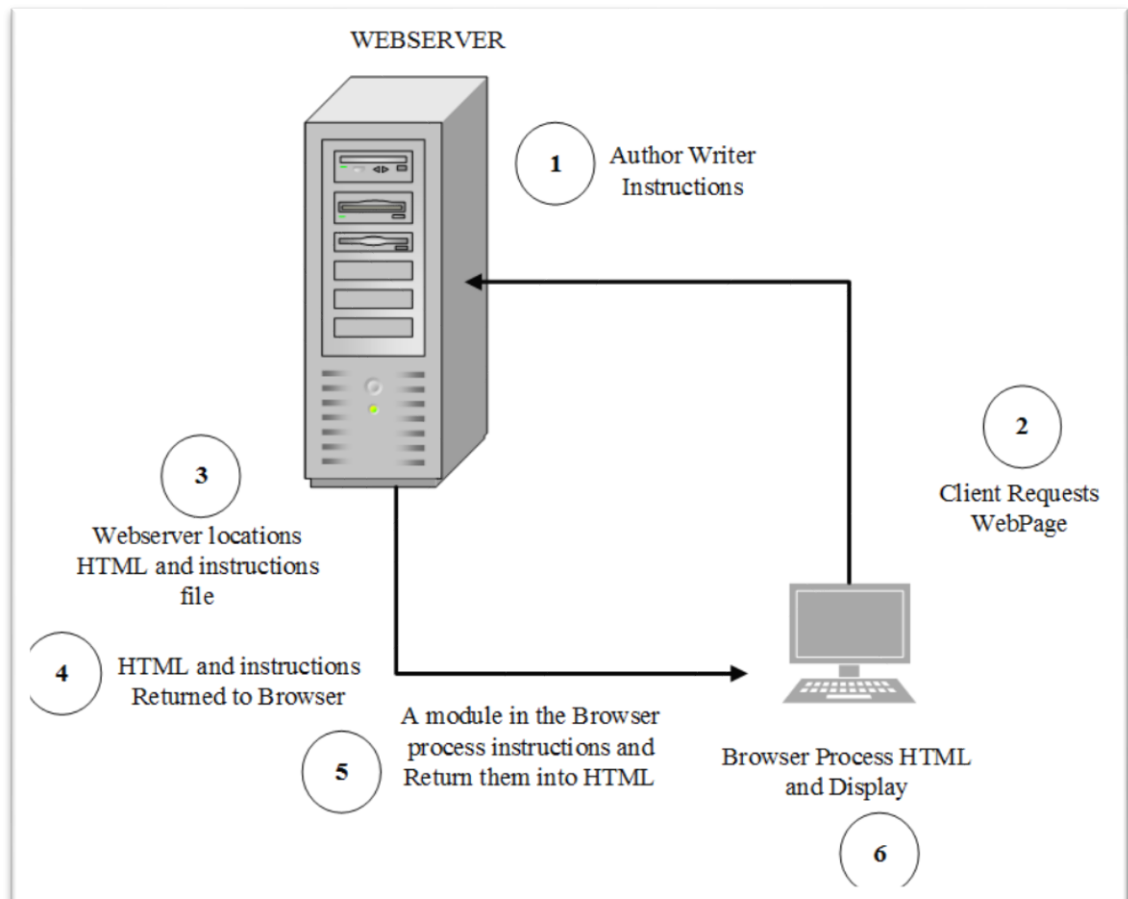 WEBSERVER
1
Author Writer
Instructions
2
Client Requests
WebPage
3
Webserver locations
HTML and instructions
file
4
HTML and instructions
Returned to Browser
5
A module in the Browser
process instructions and
Return them into HTML
Browser Process HTML
and Display
6